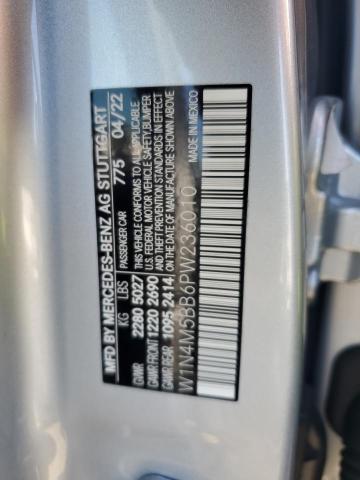 MFD BY MERCEDES-BENZ AG STUTTGART
PASSENGER CAR 775 04/22
KG LBS
GVWR 2280 5027
GAWR FRONT 1220 2690
GAWR REAR 1095 2414
THIS VEHICLE CONFORMS TO ALL APPLICABLE
U.S. FEDERAL MOTOR VEHICLE SAFETY, BUMPER
AND THEFT PREVENTION STANDARDS IN EFFECT
ON THE DATE OF MANUFACTURE SHOWN ABOVE
MADE IN MEXICO
W1N4M5BB6PW236010